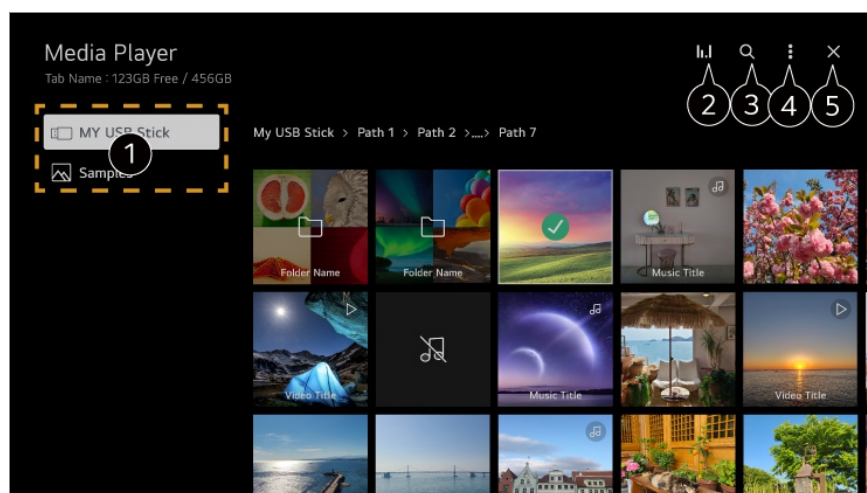 Media Player
Tab Name : 123GB Free / 456GB
2
3
4
5
MY USB Stick
1
Samples
My USB Stick > Path 1 > Path 2 >....> Path 7
Folder Name
Folder Name
Music Title
Video Title
Music Title
Video Title